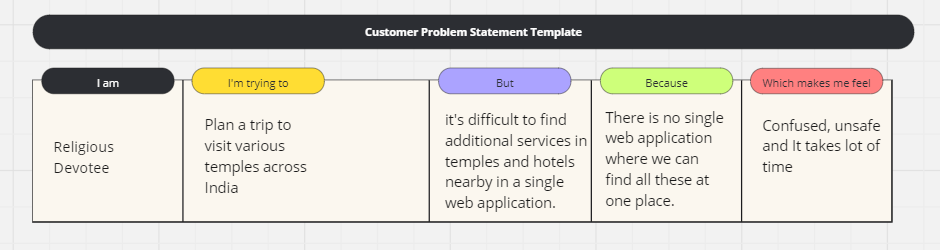 Customer Problem Statement Template
I am
Religious
Devotee
I'm trying to
Plan a trip to
visit various
temples across
India
But
it's difficult to find
additional services in
temples and hotels
nearby in a single
web application.
Because
There is no single
web application
where we can
find all these at
one place.
Which makes me feel
Confused, unsafe
and It takes lot of
time